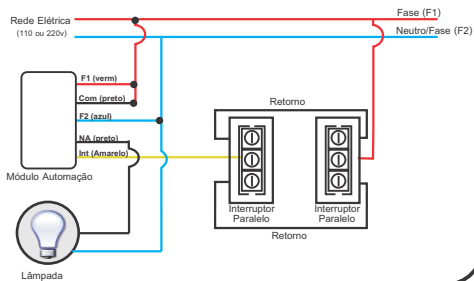 Rede Elétrica
(110 ou 220v)
Fase (F1)
Neutro/Fase (F2)
F1 (verm)
Com (preto)
F2 (azul)
NA (preto)
Int (Amarelo)
Módulo Automação
Retorno
Interruptor
Paralelo
Interruptor
Paralelo
Retorno
Lâmpada